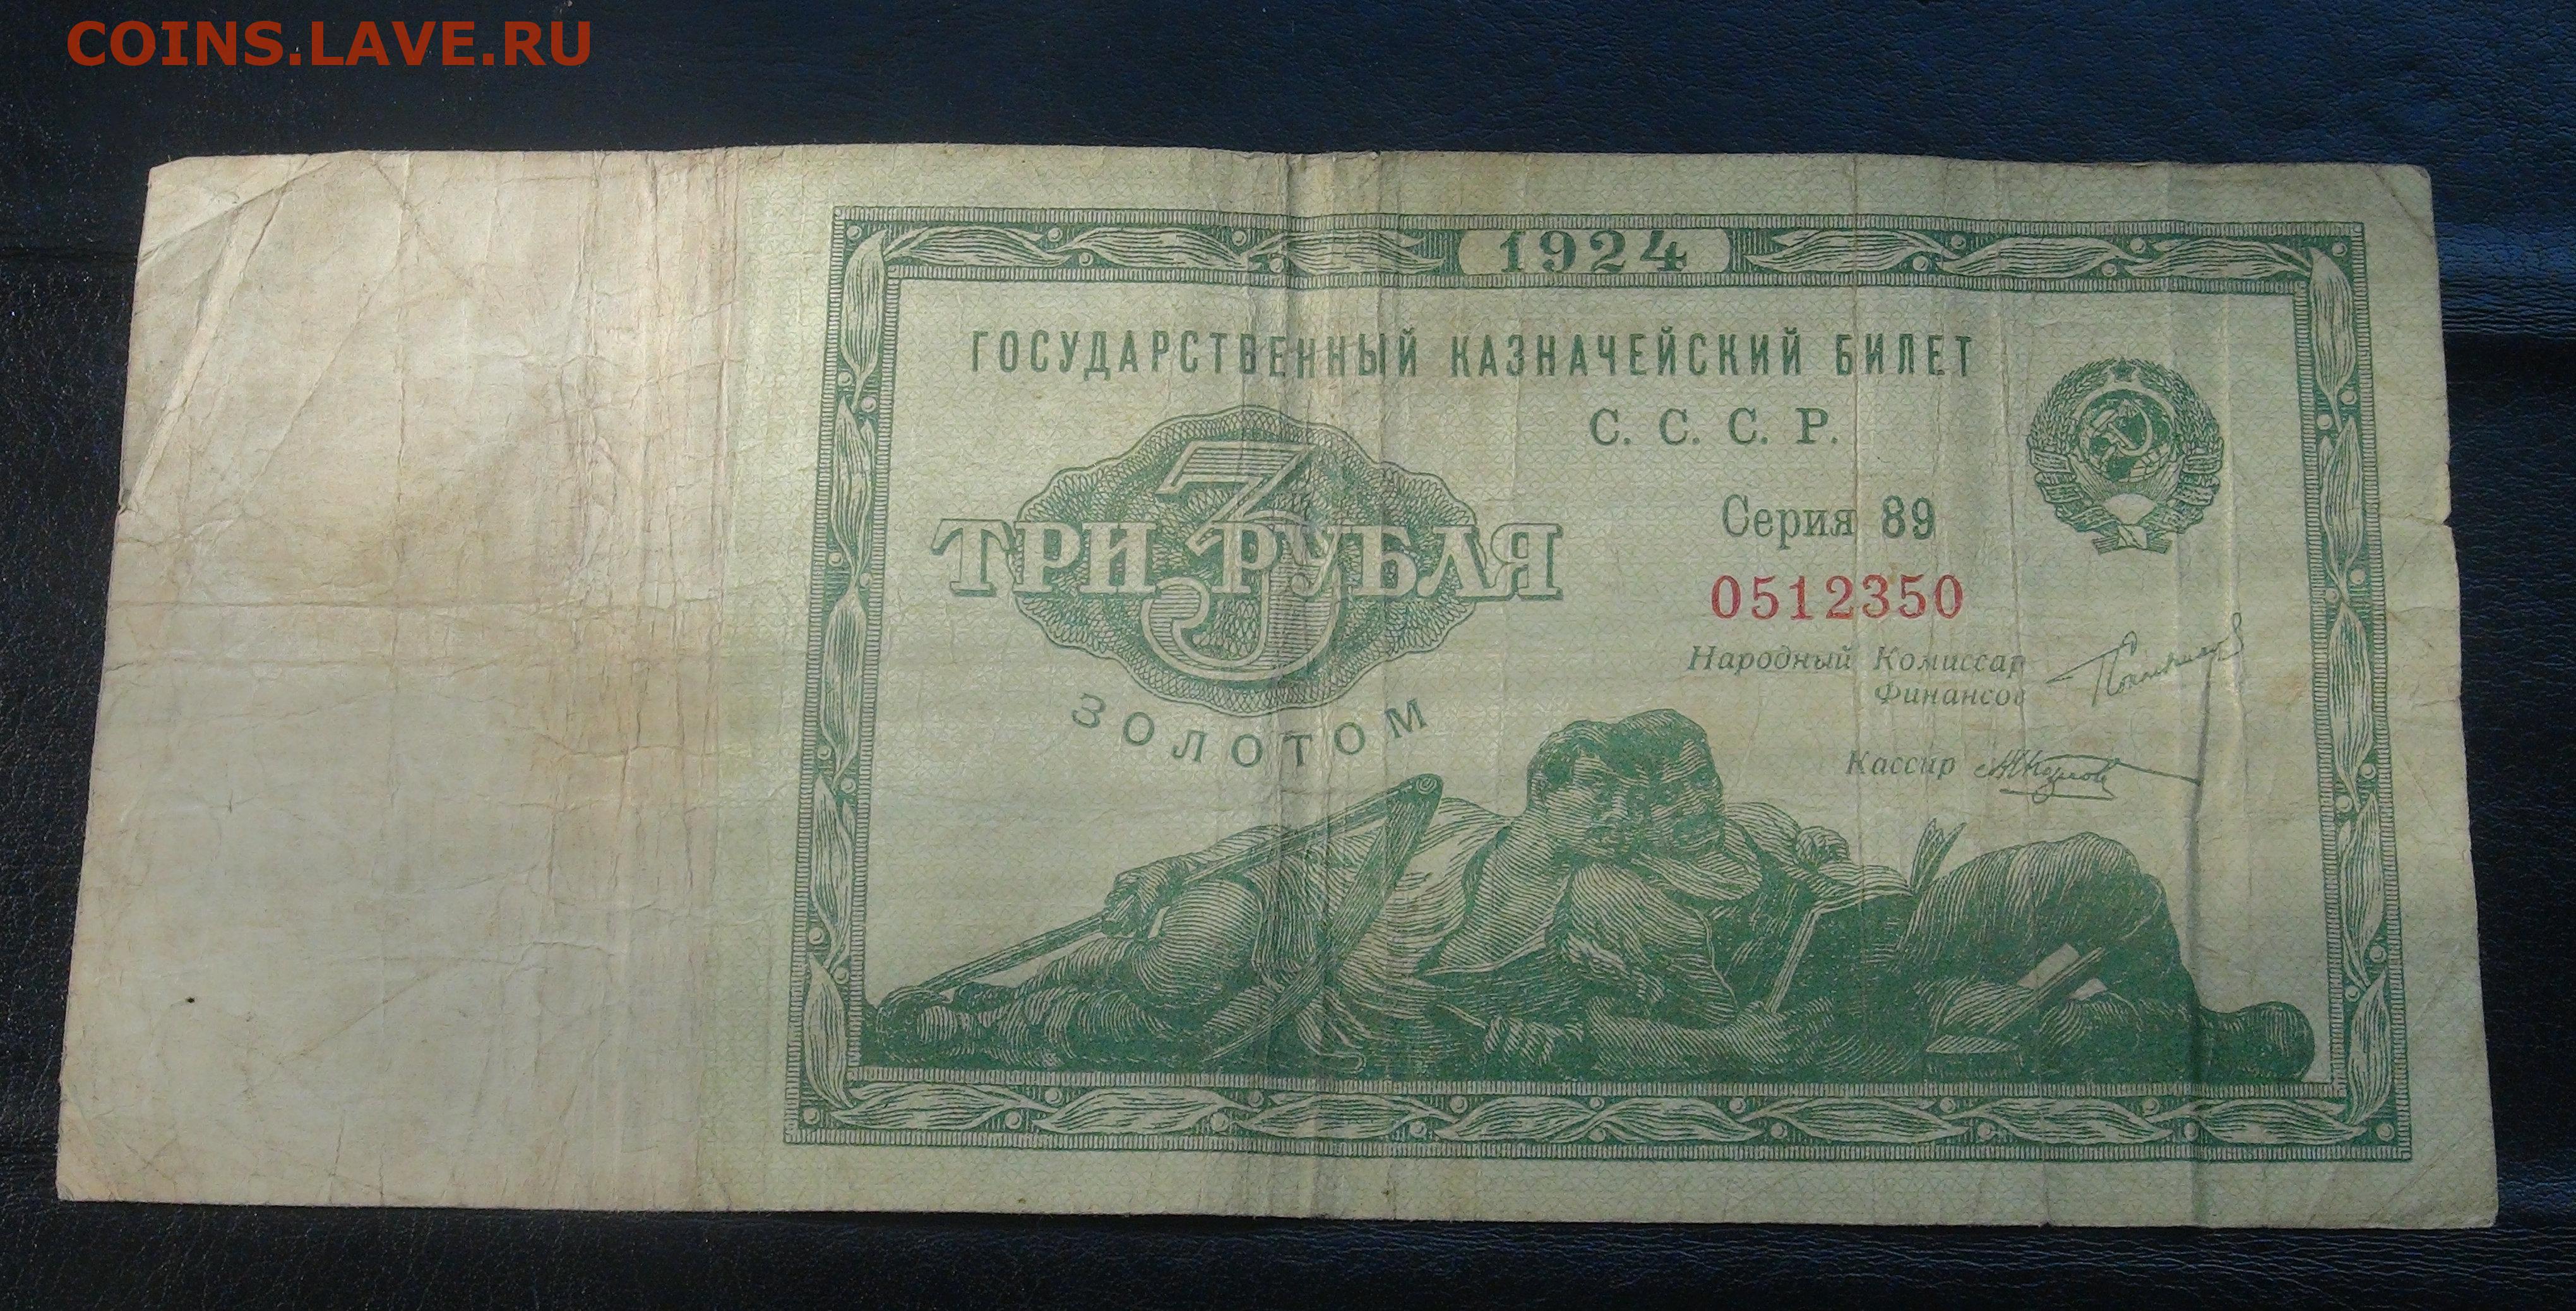 COINS.LAVE.RU
1924
ГОСУДАРСТВЕННЫЙ КАЗНАЧЕЙСКИЙ БИЛЕТ
С. С. С. Р.
3
ТРИ РУБЛЯ
ЗОЛОТОМ
Серия 89
0512350
Народный Комиссар
Финансов
Кассир